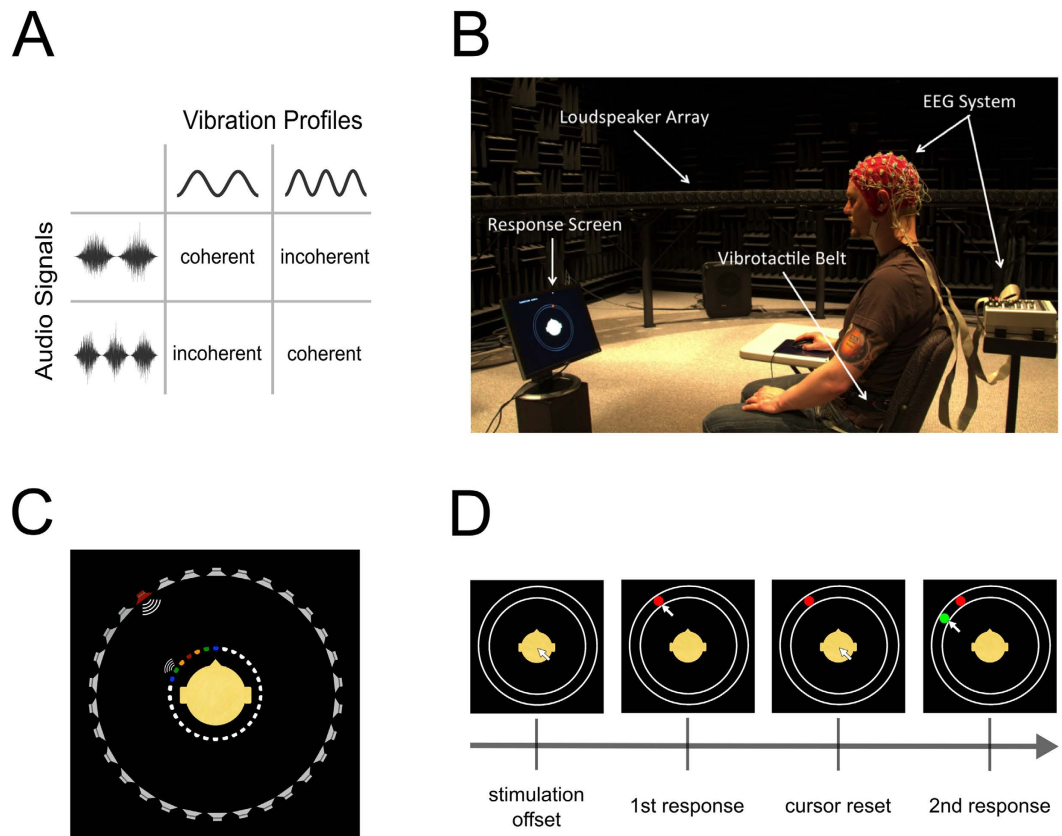 A
Vibration Profiles
Audio Signals
coherent
incoherent
incoherent
coherent
B
Loudspeaker Array
EEG System
Response Screen
Vibrotactile Belt
C
D
stimulation
offset
1st response
cursor reset
2nd response